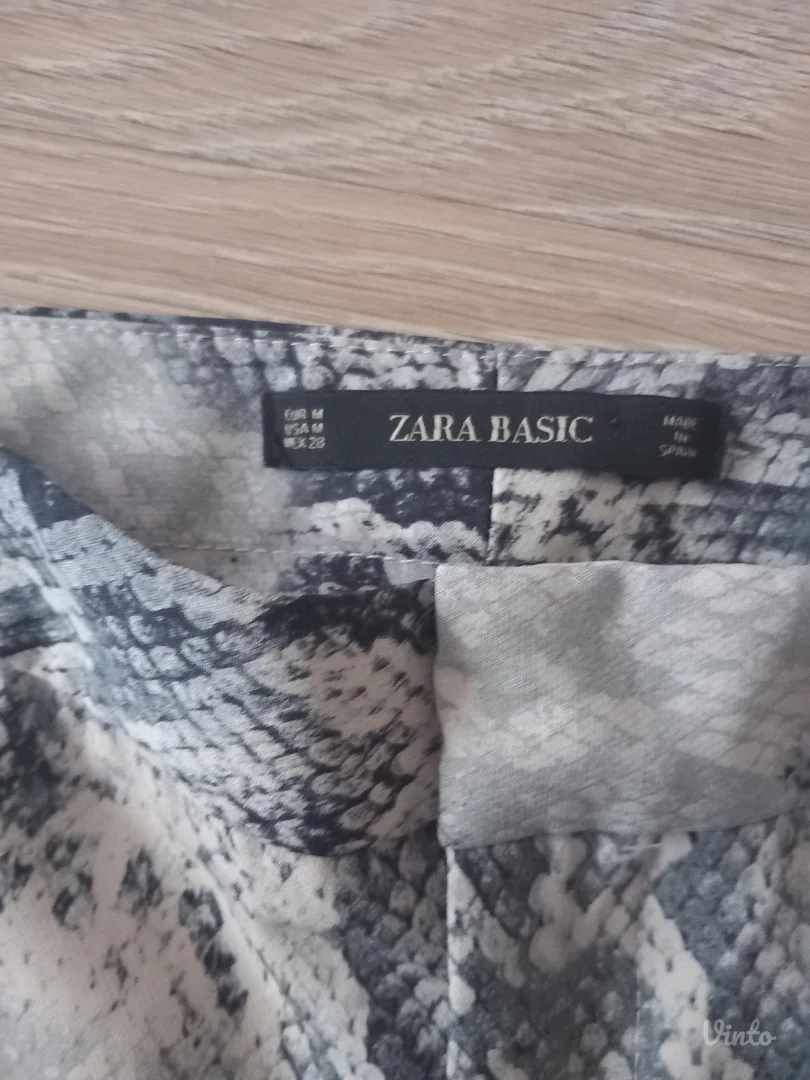 EUR M
USA M
MEX 28
ZARA BASIC
MADE
IN
SPAIN
Vinto